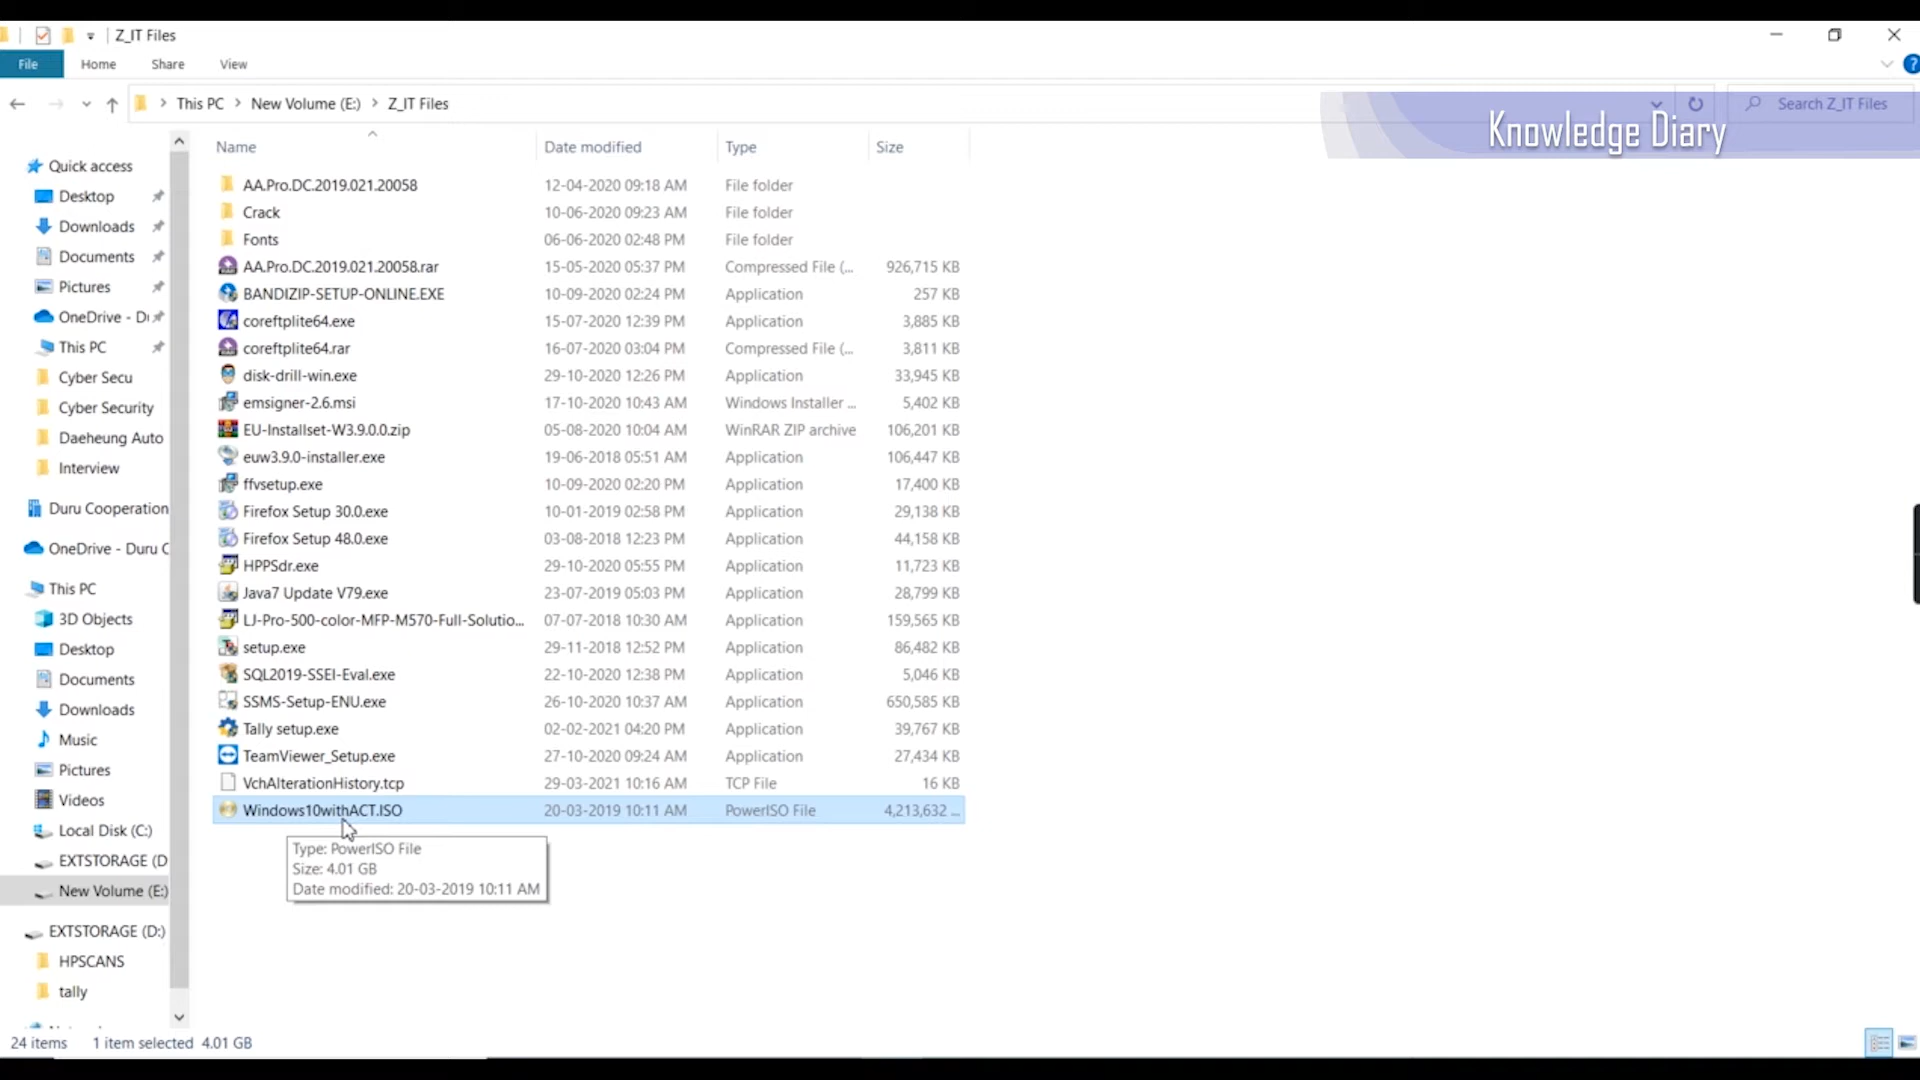 Z_IT Files
File Home Share View
This PC New Volume (E:) Z_IT Files
Search Z_IT Files
Knowledge Diary
Quick access
Desktop
Downloads
Documents
Pictures
OneDrive - Du
This PC
Cyber Secu
Cyber Security
Daeheung Auto
Interview
Duru Cooperation
OneDrive - Duru C
This PC
3D Objects
Desktop
Documents
Downloads
Music
Pictures
Videos
Local Disk (C:)
EXTSTORAGE (D
New Volume (E:)
EXTSTORAGE (D:)
HPSCANS
tally
Name Date modified Type Size
AA.Pro.DC.2019.021.20058 12-04-2020 09:18 AM File folder
Crack 10-06-2020 09:23 AM File folder
Fonts 06-06-2020 02:48 PM File folder
AA.Pro.DC.2019.021.20058.rar 15-05-2020 05:37 PM Compressed File (... 926,715 KB
BANDIZIP-SETUP-ONLINE.EXE 10-09-2020 02:24 PM Application 257 KB
coreftplite64.exe 15-07-2020 12:39 PM Application 3,885 KB
coreftplite64.rar 16-07-2020 03:04 PM Compressed File (... 3,811 KB
disk-drill-win.exe 29-10-2020 12:26 PM Application 33,945 KB
emsigner-2.6.msi 17-10-2020 10:43 AM Windows Installer ... 5,402 KB
EU-Installset-W3.9.0.0.zip 05-08-2020 10:04 AM WinRAR ZIP archive 106,201 KB
euw3.9.0-installer.exe 19-06-2018 05:51 AM Application 106,447 KB
ffvsetup.exe 10-09-2020 02:20 PM Application 17,400 KB
Firefox Setup 30.0.exe 10-01-2019 02:58 PM Application 29,138 KB
Firefox Setup 48.0.exe 03-08-2018 12:23 PM Application 44,158 KB
HPPSdr.exe 29-10-2020 05:55 PM Application 11,723 KB
Java7 Update V79.exe 23-07-2019 05:03 PM Application 28,799 KB
LJ-Pro-500-color-MFP-M570-Full-Solutio... 07-07-2018 10:30 AM Application 159,565 KB
setup.exe 29-11-2018 12:52 PM Application 86,482 KB
SQL2019-SSEI-Eval.exe 22-10-2020 12:38 PM Application 5,046 KB
SSMS-Setup-ENU.exe 26-10-2020 10:37 AM Application 650,585 KB
Tally setup.exe 02-02-2021 04:20 PM Application 39,767 KB
TeamViewer_Setup.exe 27-10-2020 09:24 AM Application 27,434 KB
VchAlterationHistory.tcp 29-03-2021 10:16 AM TCP File 16 KB
Windows10withACT.ISO 20-03-2019 10:11 AM PowerISO File 4,213,632 ...
Type: PowerISO File
Size: 4.01 GB
Date modified: 20-03-2019 10:11 AM
24 items 1 item selected 4.01 GB